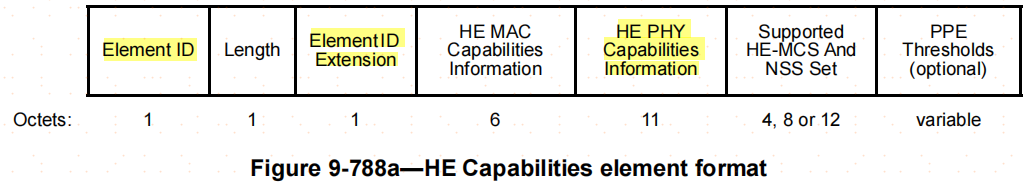 Element ID Length Element ID Extension HE MAC Capabilities Information HE PHY Capabilities Information Supported HE-MCS And NSS Set PPE Thresholds (optional)
Octets: 1 1 1 6 11 4, 8 or 12 variable
Figure 9-788a—HE Capabilities element format